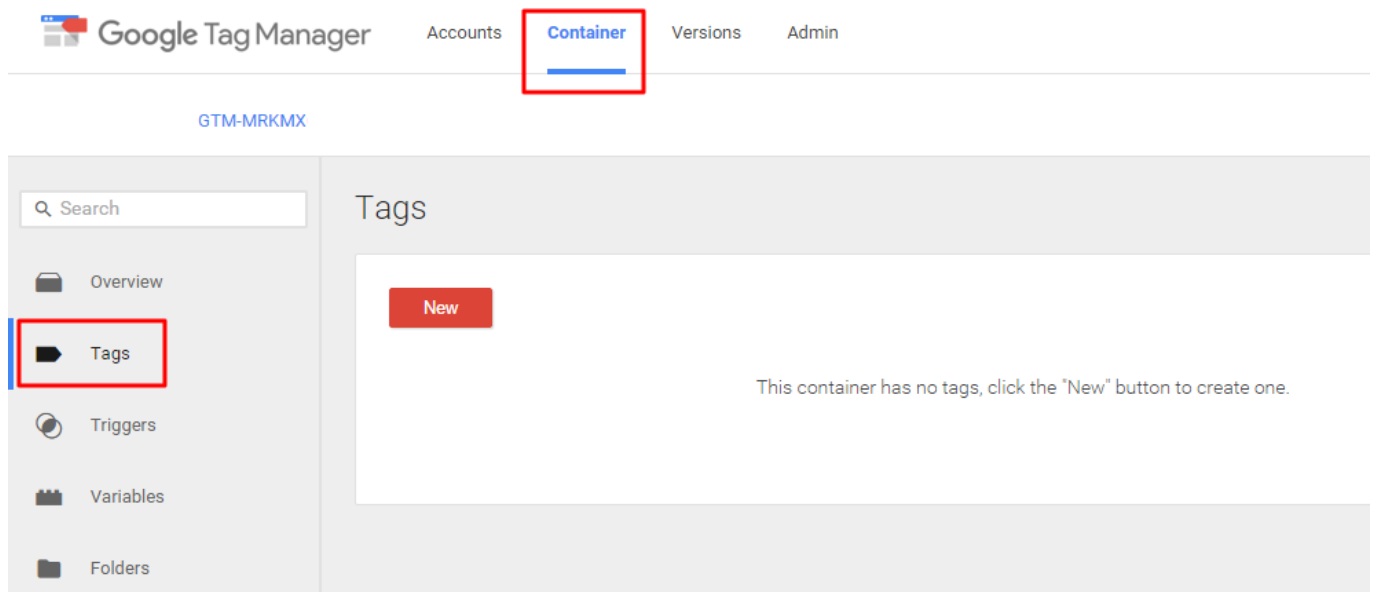 Google Tag Manager Accounts Container Versions Admin
GTM-MRKMX
Search
Tags
Overview
New
Tags
This container has no tags, click the "New" button to create one.
Triggers
Variables
Folders